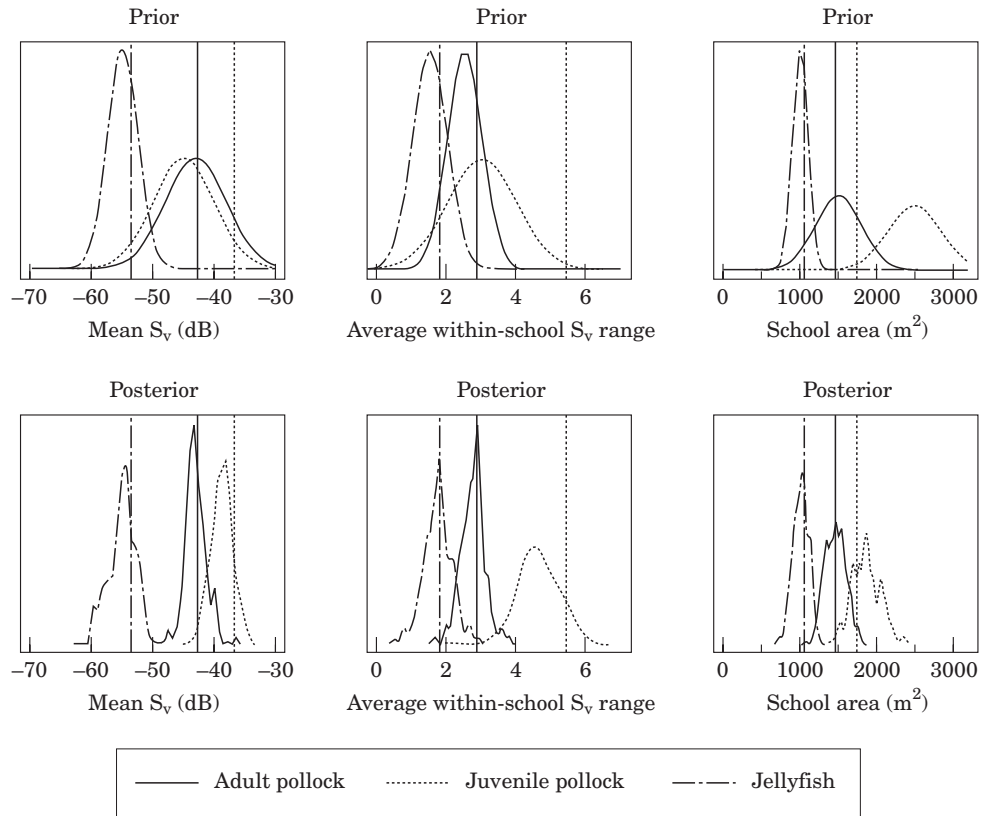 Prior Prior Prior
–70 –60 –50 –40 –30 0 2 4 6 0 1000 2000 3000
Mean Sᵥ (dB) Average within-school Sᵥ range School area (m²)
Posterior Posterior Posterior
–70 –60 –50 –40 –30 0 2 4 6 0 1000 2000 3000
Mean Sᵥ (dB) Average within-school Sᵥ range School area (m²)
Adult pollock Juvenile pollock Jellyfish